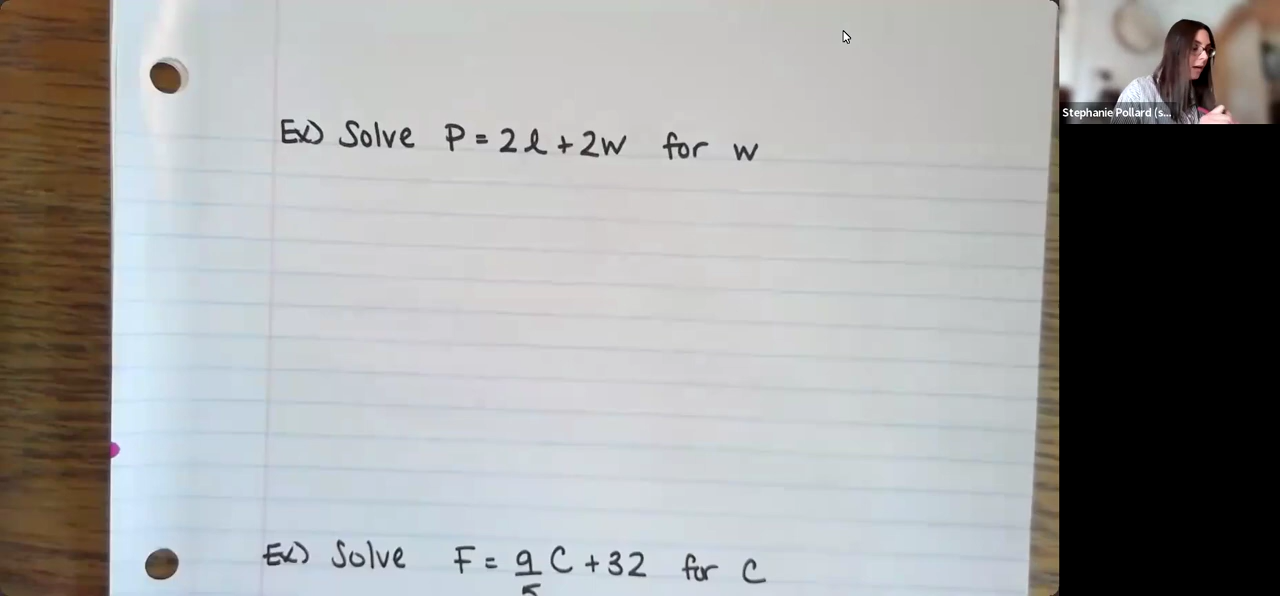 Ex) Solve P = 2l + 2w for w
Stephanie Pollard (s...
Ex) Solve F = 9/5 C + 32 for C